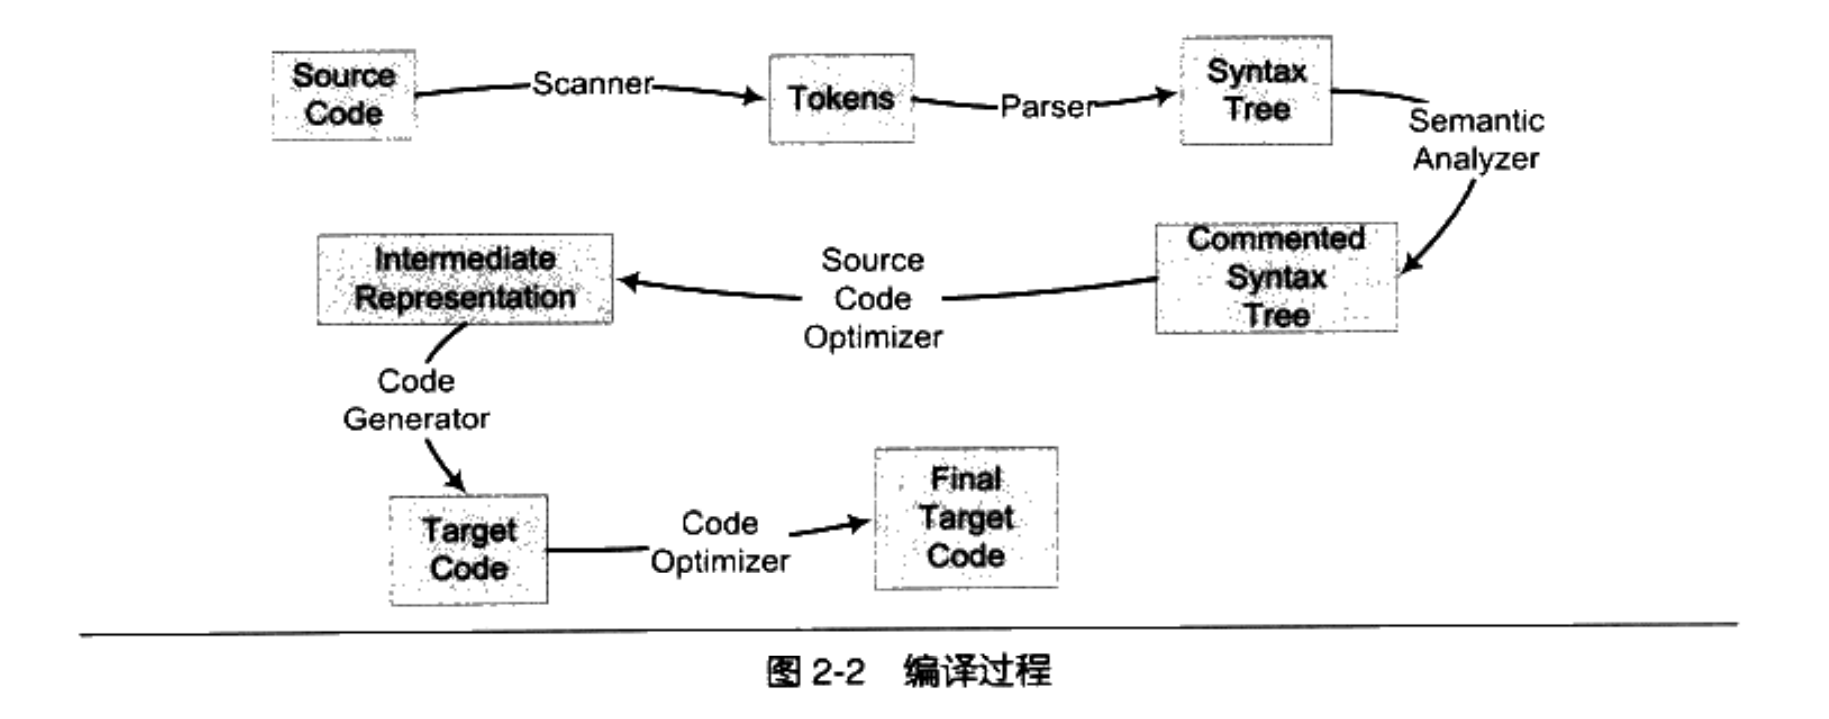 Source
Code
Scanner
Tokens
Parser
Syntax
Tree
Semantic
Analyzer
Commented
Syntax
Tree
Source
Code
Optimizer
Intermediate
Representation
Code
Generator
Target
Code
Code
Optimizer
Final
Target
Code
图 2-2 编译过程